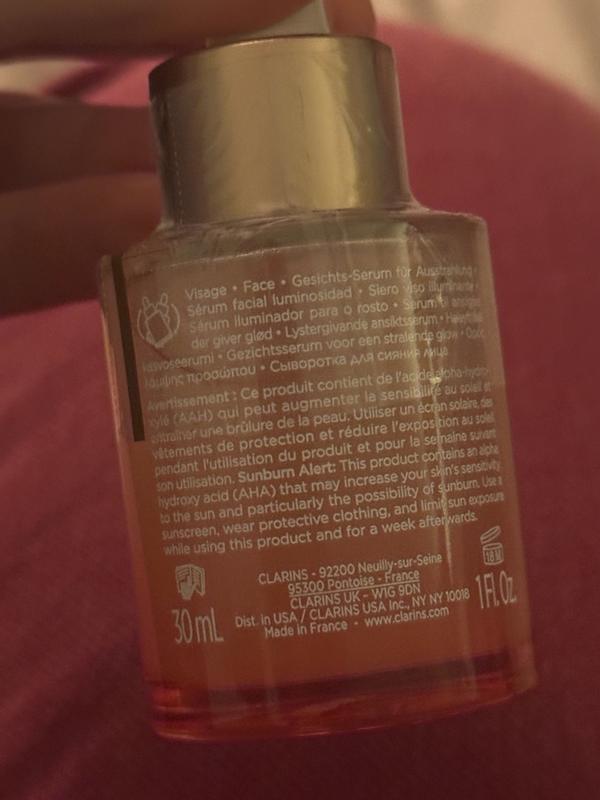 Visage • Face • Gesichts-Serum für Ausstrahlung •
Sérum facial luminosidad • Siero viso illuminante •
Sérum iluminador para o rosto • Serum til ansigtet
der giver glød • Lystergivande ansiktsserum •
kasvoseerumi • Gezichtsserum voor een stralende glow • Ορός
λάμψης προσώπου • Сыворотка для сияния лица
Avertissement : Ce produit contient de l'acide alpha-hydro-
xylé (AAH) qui peut augmenter la sensibilité au soleil et
entraîner une brûlure de la peau. Utiliser un écran solaire, des
vêtements de protection et réduire l'exposition au soleil
pendant l'utilisation du produit et pour la semaine suivant
son utilisation. Sunburn Alert: This product contains an alpha
hydroxy acid (AHA) that may increase your skin's sensitivity
to the sun and particularly the possibility of sunburn. Use a
sunscreen, wear protective clothing, and limit sun exposure
while using this product and for a week afterwards.
CLARINS - 92200 Neuilly-sur-Seine
95300 Pontoise - France
CLARINS UK - W1G 9DN
Dist. in USA / CLARINS USA Inc., NY NY 10018
Made in France • www.clarins.com
30 mL
18 M
1 Fl. Oz.